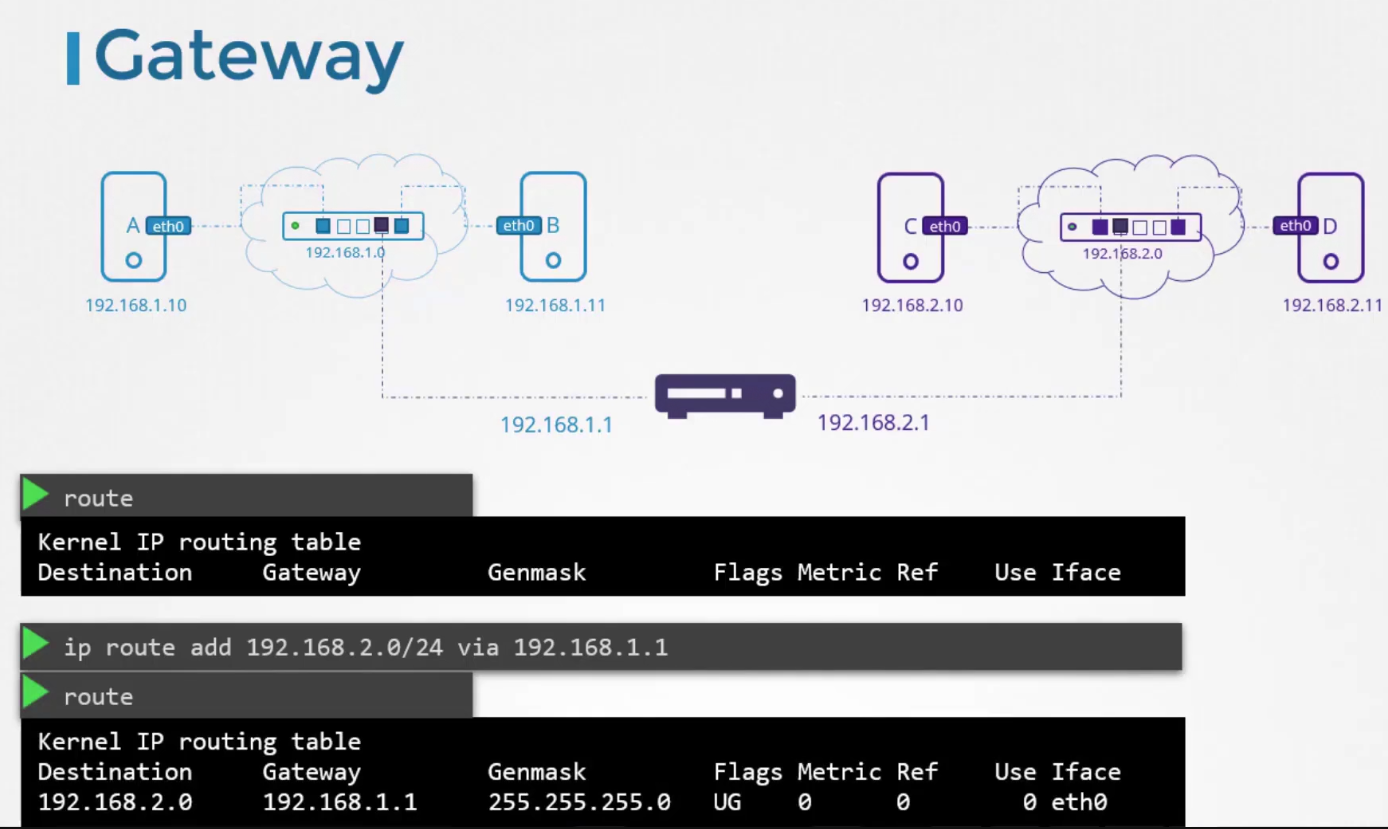 Gateway
A eth0
eth0 B
C eth0
eth0 D
192.168.1.0
192.168.2.0
192.168.1.10
192.168.1.11
192.168.2.10
192.168.2.11
192.168.1.1
192.168.2.1
route
Kernel IP routing table
Destination Gateway Genmask Flags Metric Ref Use Iface
ip route add 192.168.2.0/24 via 192.168.1.1
route
Kernel IP routing table
Destination Gateway Genmask Flags Metric Ref Use Iface
192.168.2.0 192.168.1.1 255.255.255.0 UG 0 0 0 eth0